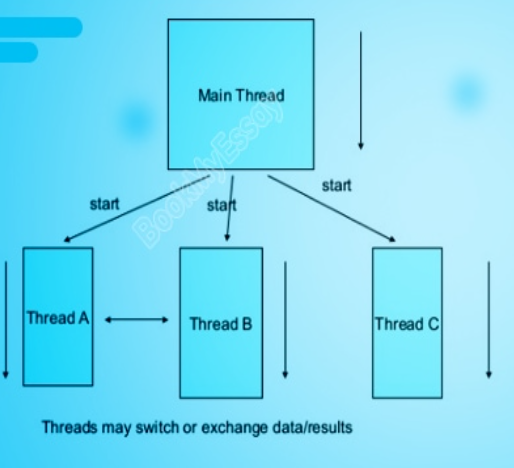 Main Thread
BookMyEssay
start
start
start
Thread A
Thread B
Thread C
Threads may switch or exchange data/results